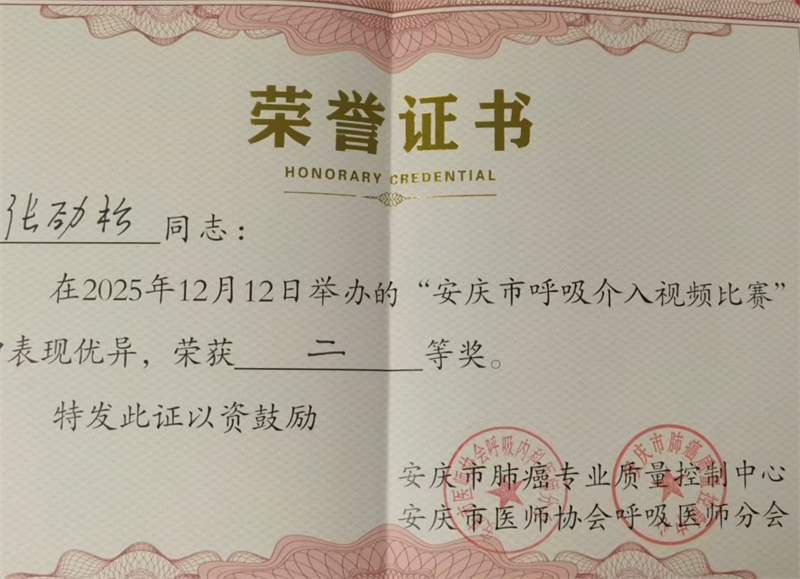 荣誉证书
HONORARY CREDENTIAL
张劲松 同志：
在2025年12月12日举办的“安庆市呼吸介入视频比赛”
中表现优异，荣获 二 等奖。
特发此证以资鼓励
安庆市肺癌专业质量控制中心
安庆市医师协会呼吸医师分会